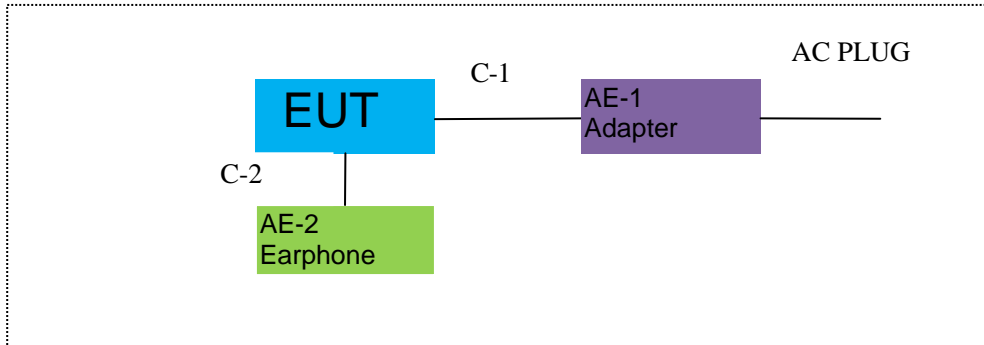 AC PLUG
C-1
EUT
AE-1
Adapter
C-2
AE-2
Earphone